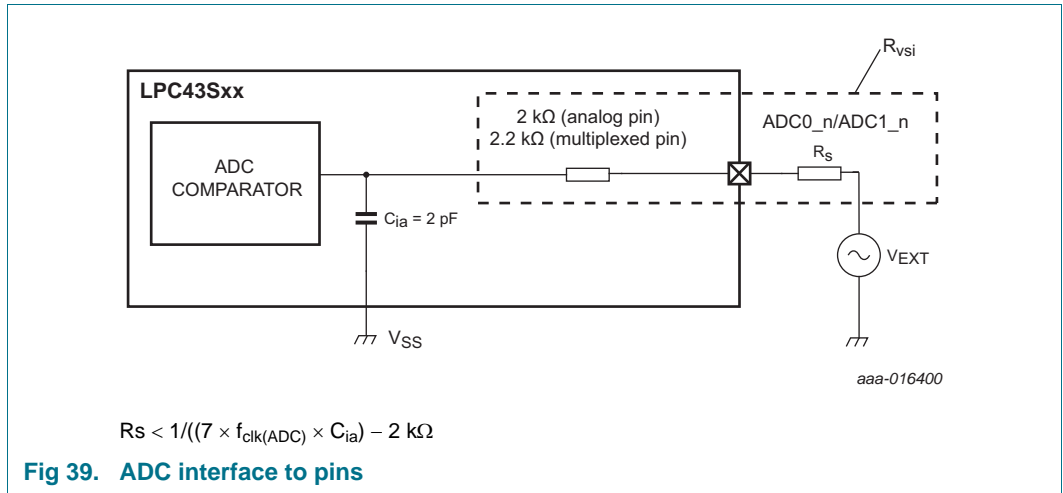 R_vsi
LPC43Sxx
2 kΩ (analog pin)
2.2 kΩ (multiplexed pin)
ADC0_n/ADC1_n
R_s
ADC
COMPARATOR
C_ia = 2 pF
V_EXT
V_SS
aaa-016400
Rs < 1/((7 × f_clk(ADC) × C_ia) − 2 kΩ
Fig 39. ADC interface to pins